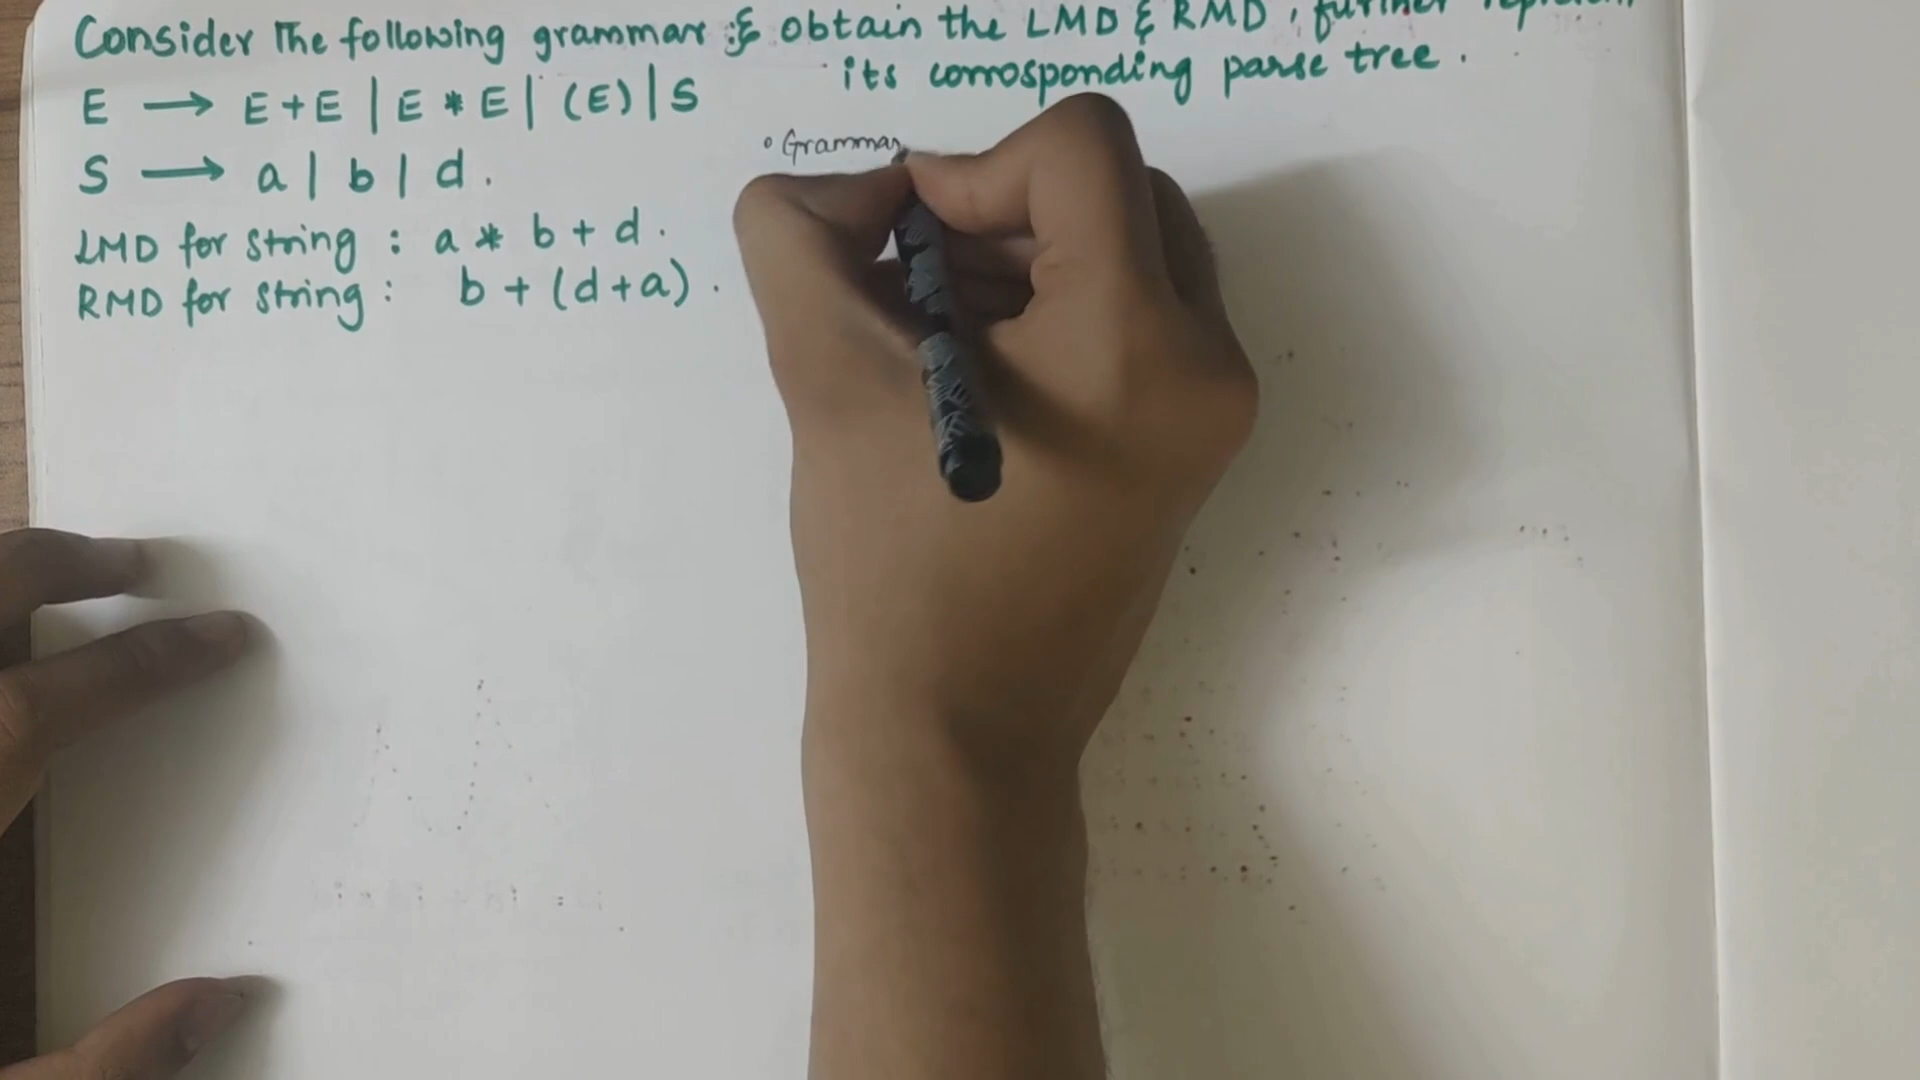 Consider The following grammar & obtain the LMD & RMD, further
its corrosponding parse tree.
E → E+E | E * E | (E) | S
S → a | b | d.
LMD for string : a * b + d.
RMD for string : b + (d+a).
◦ Grammar